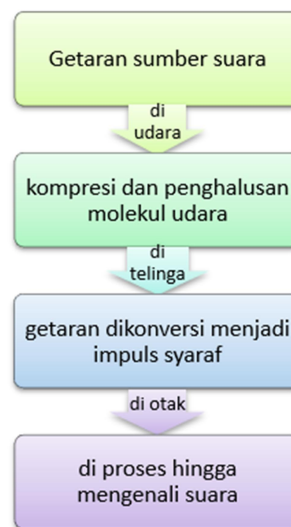 Getaran sumber suara
di
udara
kompresi dan penghalusan
molekul udara
di
telinga
getaran dikonversi menjadi
impuls syaraf
di otak
di proses hingga
mengenali suara